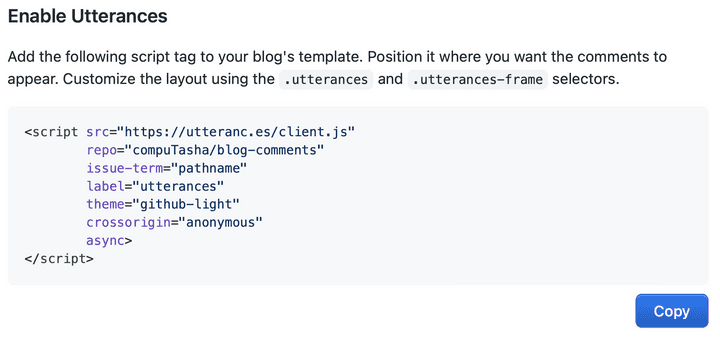 Enable Utterances
Add the following script tag to your blog's template. Position it where you want the comments to
appear. Customize the layout using the .utterances and .utterances-frame selectors.
<script src="https://utteranc.es/client.js"
        repo="compuTasha/blog-comments"
        issue-term="pathname"
        label="utterances"
        theme="github-light"
        crossorigin="anonymous"
        async>
</script>
Copy